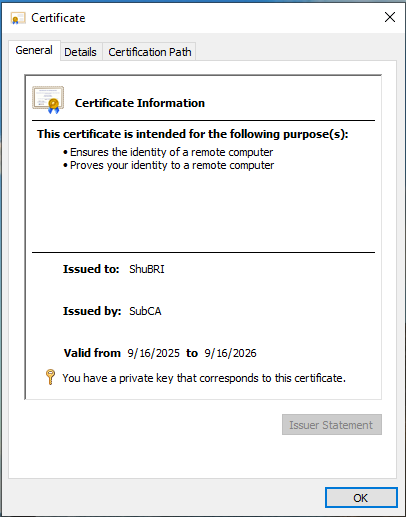 Certificate
General Details Certification Path
Certificate Information
This certificate is intended for the following purpose(s):
• Ensures the identity of a remote computer
• Proves your identity to a remote computer
Issued to: ShuBRI
Issued by: SubCA
Valid from 9/16/2025 to 9/16/2026
You have a private key that corresponds to this certificate.
Issuer Statement
OK